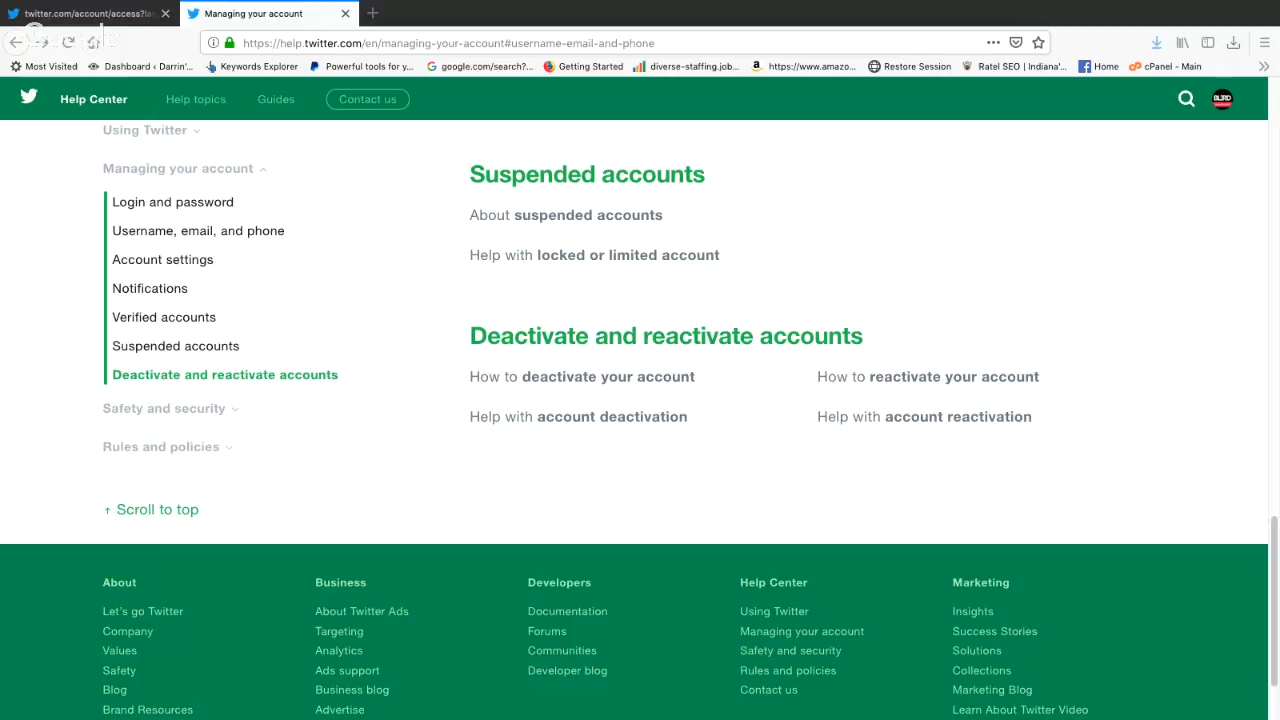 twitter.com/account/access?la
Managing your account
https://help.twitter.com/en/managing-your-account#username-email-and-phone
Most Visited
Dashboard ‹ Darrin'...
Keywords Explorer
Powerful tools for y...
google.com/search?...
Getting Started
diverse-staffing.job...
https://www.amazo...
Restore Session
Ratel SEO | Indiana'...
Home
cPanel - Main
Help Center
Help topics
Guides
Contact us
Using Twitter
Managing your account
Login and password
Username, email, and phone
Account settings
Notifications
Verified accounts
Suspended accounts
Deactivate and reactivate accounts
Safety and security
Rules and policies
↑ Scroll to top
Suspended accounts
About suspended accounts
Help with locked or limited account
Deactivate and reactivate accounts
How to deactivate your account
How to reactivate your account
Help with account deactivation
Help with account reactivation
About
Let's go Twitter
Company
Values
Safety
Blog
Brand Resources
Business
About Twitter Ads
Targeting
Analytics
Ads support
Business blog
Advertise
Developers
Documentation
Forums
Communities
Developer blog
Help Center
Using Twitter
Managing your account
Safety and security
Rules and policies
Contact us
Marketing
Insights
Success Stories
Solutions
Collections
Marketing Blog
Learn About Twitter Video